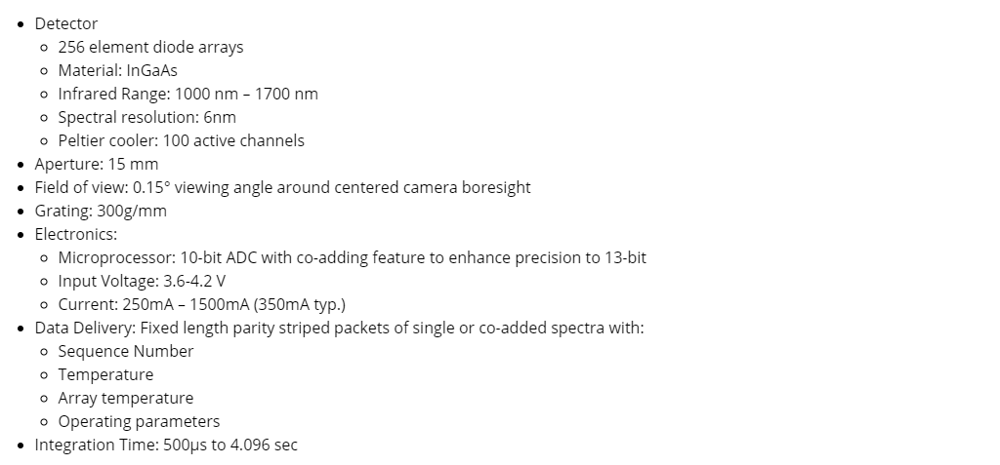 Detector
256 element diode arrays
Material: InGaAs
Infrared Range: 1000 nm – 1700 nm
Spectral resolution: 6nm
Peltier cooler: 100 active channels
Aperture: 15 mm
Field of view: 0.15° viewing angle around centered camera boresight
Grating: 300g/mm
Electronics:
Microprocessor: 10-bit ADC with co-adding feature to enhance precision to 13-bit
Input Voltage: 3.6-4.2 V
Current: 250mA – 1500mA (350mA typ.)
Data Delivery: Fixed length parity striped packets of single or co-added spectra with:
Sequence Number
Temperature
Array temperature
Operating parameters
Integration Time: 500μs to 4.096 sec